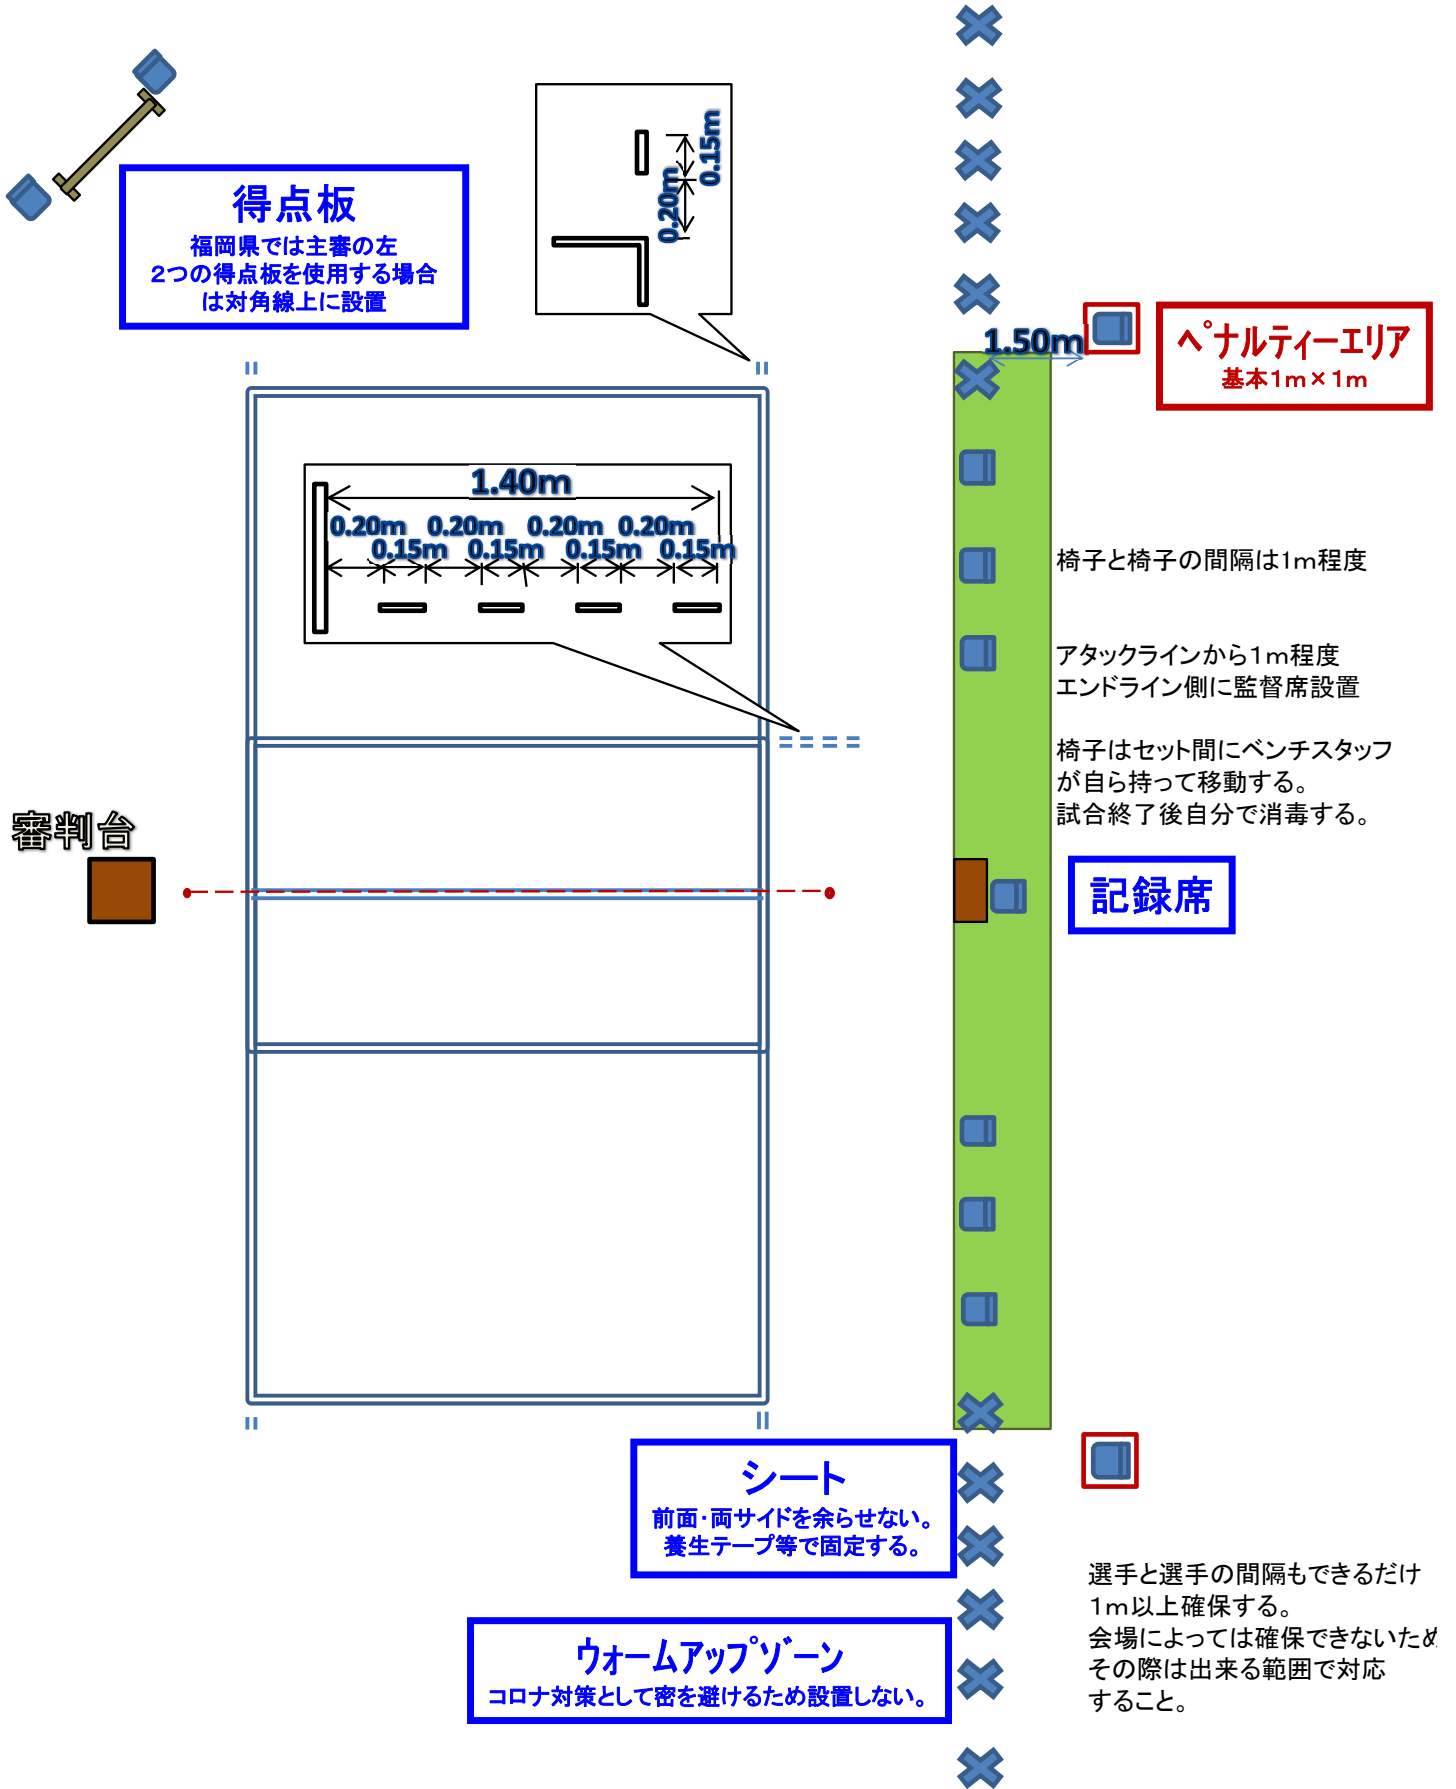 得点板
福岡県では主審の左
２つの得点板を使用する場合
は対角線上に設置
0.15m
0.20m
1.50m
ペナルティーエリア
基本１ｍ×１ｍ
1.40m
0.20m 0.20m 0.20m 0.20m
0.15m 0.15m 0.15m 0.15m
椅子と椅子の間隔は１ｍ程度
アタックラインから１ｍ程度
エンドライン側に監督席設置
椅子はセット間にベンチスタッフ
が自ら持って移動する。
試合終了後自分で消毒する。
審判台
記録席
シート
前面・両サイドを余らせない。
養生テープ等で固定する。
ウォームアップゾーン
コロナ対策として密を避けるため設置しない。
選手と選手の間隔もできるだけ
１ｍ以上確保する。
会場によっては確保できないため
その際は出来る範囲で対応
すること。